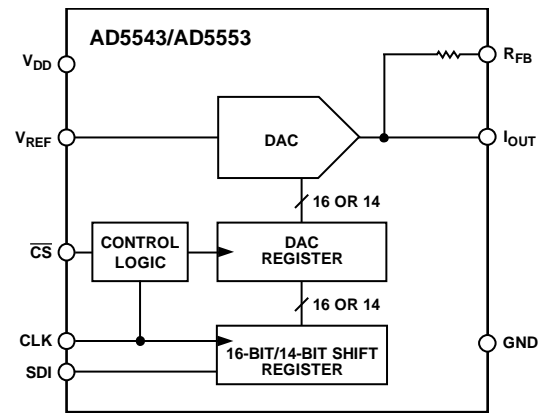 AD5543/AD5553
VDD
RFB
VREF
DAC
IOUT
16 OR 14
CS
CONTROL
LOGIC
DAC
REGISTER
16 OR 14
CLK
GND
16-BIT/14-BIT SHIFT
REGISTER
SDI